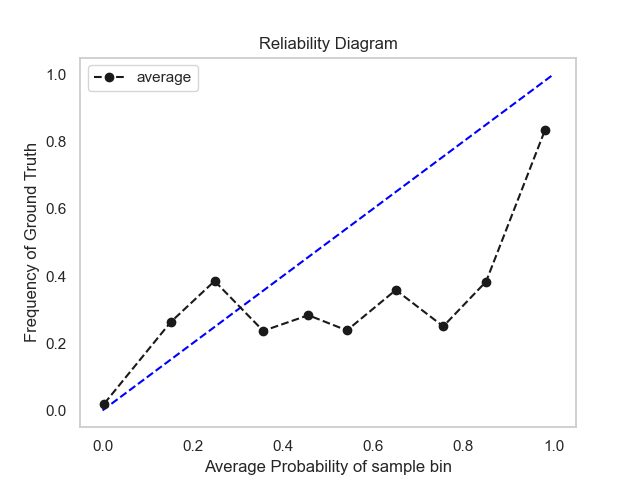 Reliability Diagram
average
Frequency of Ground Truth
1.0
0.8
0.6
0.4
0.2
0.0
0.0 0.2 0.4 0.6 0.8 1.0
Average Probability of sample bin